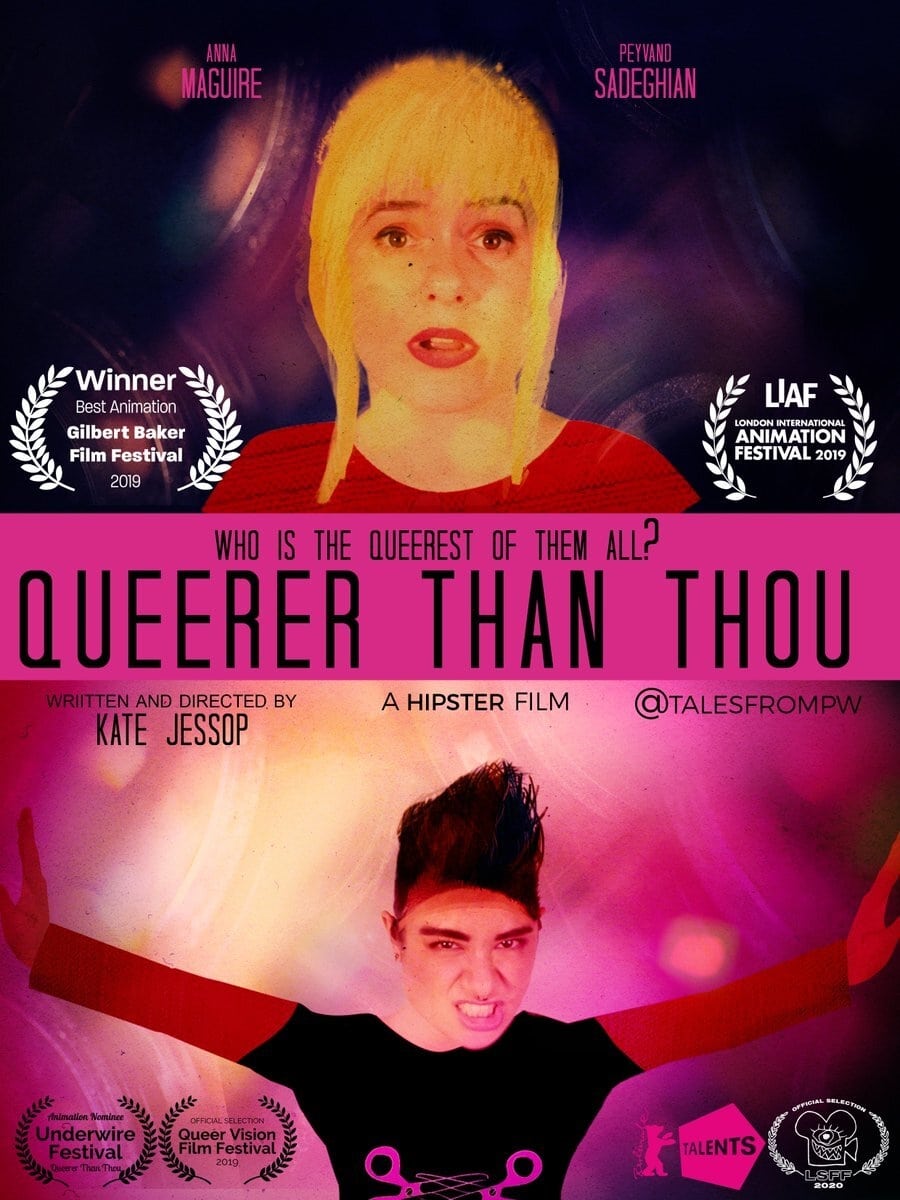 ANNA
MAGUIRE
PEYVAND
SADEGHIAN
Winner
Best Animation
Gilbert Baker
Film Festival
2019
LIAF
LONDON INTERNATIONAL
ANIMATION
FESTIVAL 2019
WHO IS THE QUEEREST OF THEM ALL?
QUEERER THAN THOU
WRIITTEN AND DIRECTED BY
KATE JESSOP
A HIPSTER FILM
@TALESFROMPW
Animation Nominee
Underwire
Festival
Queerer Than Thou
OFFICIAL SELECTION
Queer Vision
Film Festival
2019
TALENTS
OFFICIAL SELECTION
LSFF
2020